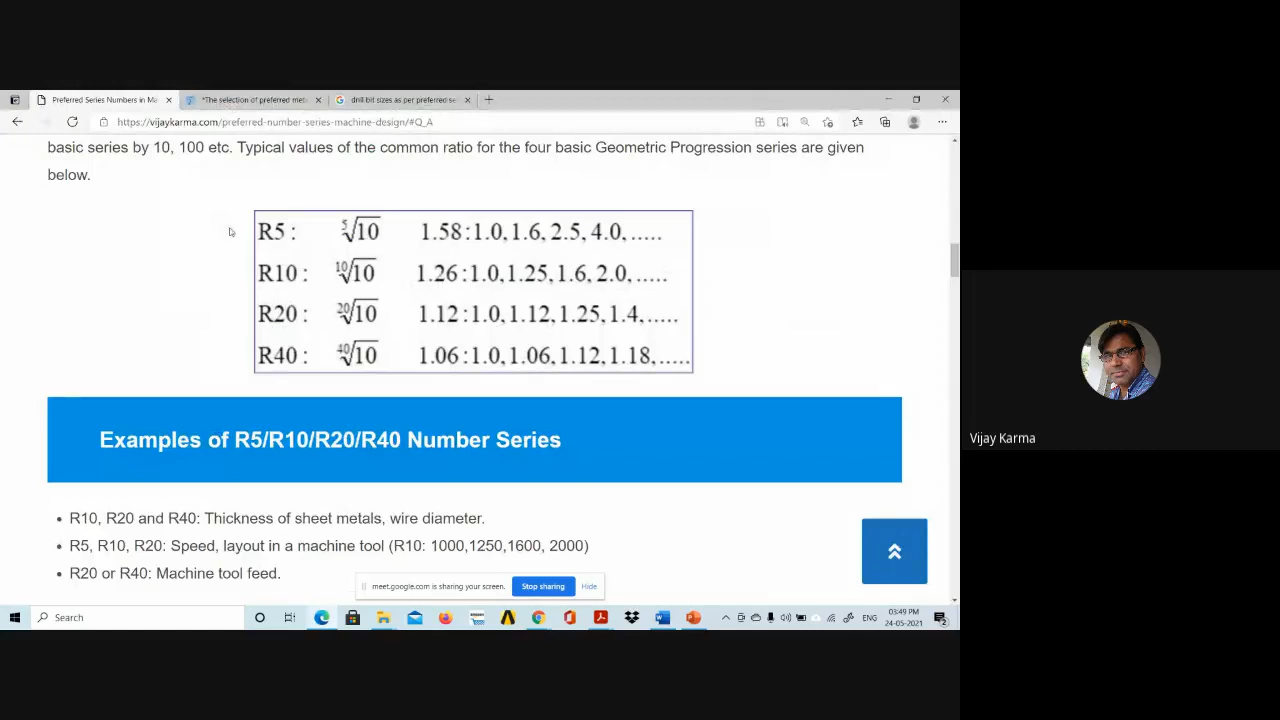 Preferred Series Numbers in Ma
*The selection of preferred met
drill bit sizes as per preferred se
https://vijaykarma.com/preferred-number-series-machine-design/#Q_A
basic series by 10, 100 etc. Typical values of the common ratio for the four basic Geometric Progression series are given
below.
R5 : ⁵√10 1.58 : 1.0, 1.6, 2.5, 4.0, .....
R10 : ¹⁰√10 1.26 : 1.0, 1.25, 1.6, 2.0, .....
R20 : ²⁰√10 1.12 : 1.0, 1.12, 1.25, 1.4, .....
R40 : ⁴⁰√10 1.06 : 1.0, 1.06, 1.12, 1.18, .....
Examples of R5/R10/R20/R40 Number Series
R10, R20 and R40: Thickness of sheet metals, wire diameter.
R5, R10, R20: Speed, layout in a machine tool (R10: 1000,1250,1600, 2000)
R20 or R40: Machine tool feed.
meet.google.com is sharing your screen. Stop sharing Hide
Search
ENG
03:49 PM
24-05-2021
2
Vijay Karma